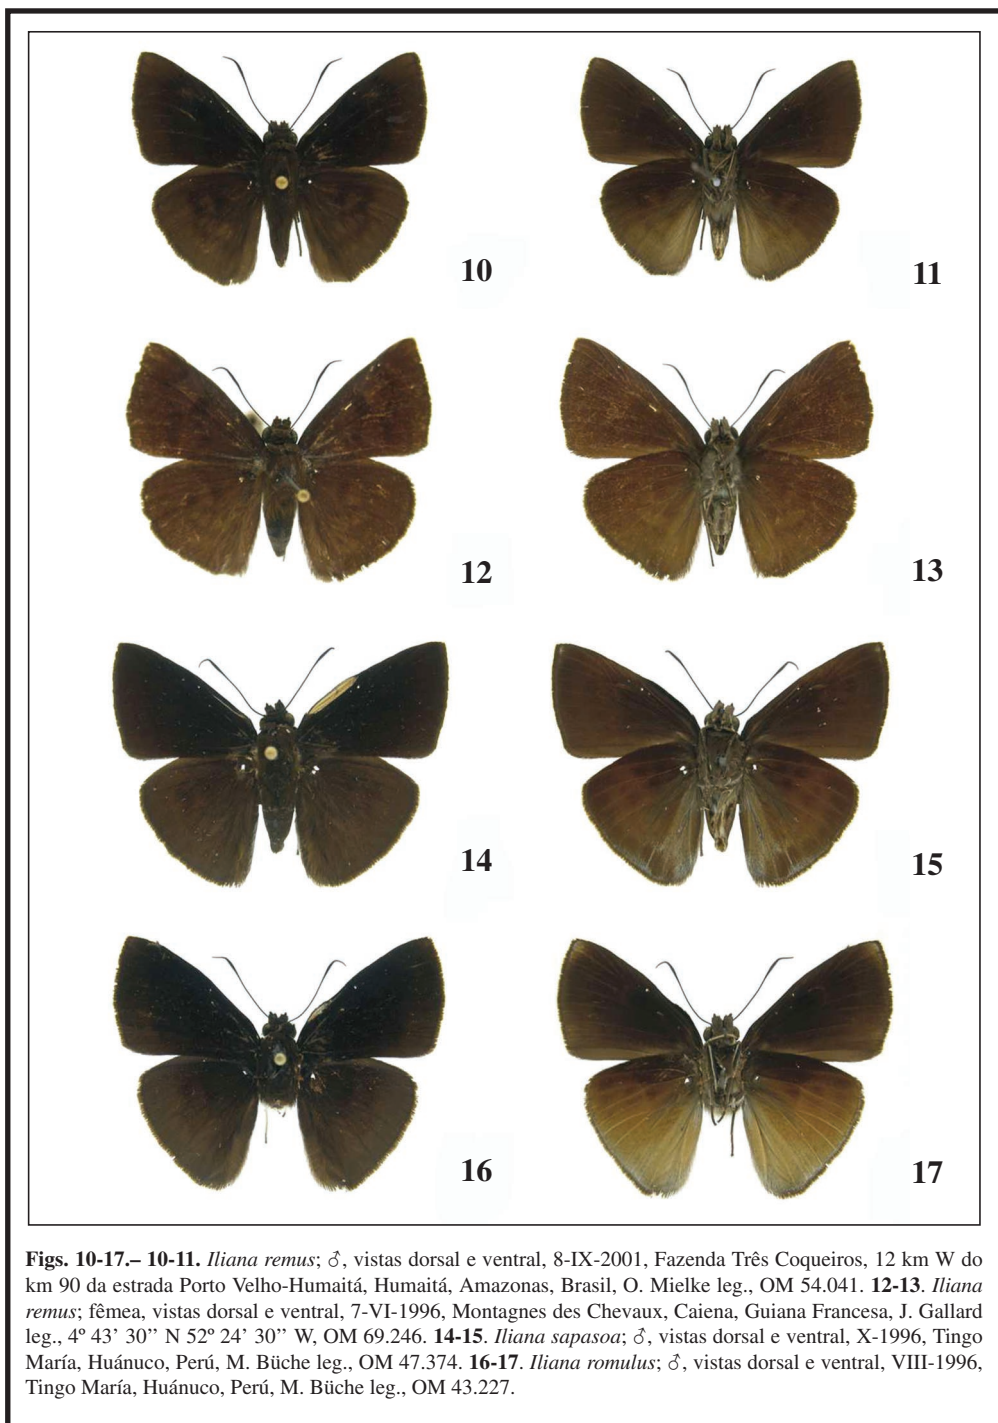 10
11
12
13
14
15
16
17
Figs. 10-17.– 10-11. Iliana remus; ♂, vistas dorsal e ventral, 8-IX-2001, Fazenda Três Coqueiros, 12 km W do
km 90 da estrada Porto Velho-Humaitá, Humaitá, Amazonas, Brasil, O. Mielke leg., OM 54.041. 12-13. Iliana
remus; fêmea, vistas dorsal e ventral, 7-VI-1996, Montagnes des Chevaux, Caiena, Guiana Francesa, J. Gallard
leg., 4º 43’ 30’’ N 52º 24’ 30’’ W, OM 69.246. 14-15. Iliana sapasoa; ♂, vistas dorsal e ventral, X-1996, Tingo
María, Huánuco, Perú, M. Büche leg., OM 47.374. 16-17. Iliana romulus; ♂, vistas dorsal e ventral, VIII-1996,
Tingo María, Huánuco, Perú, M. Büche leg., OM 43.227.